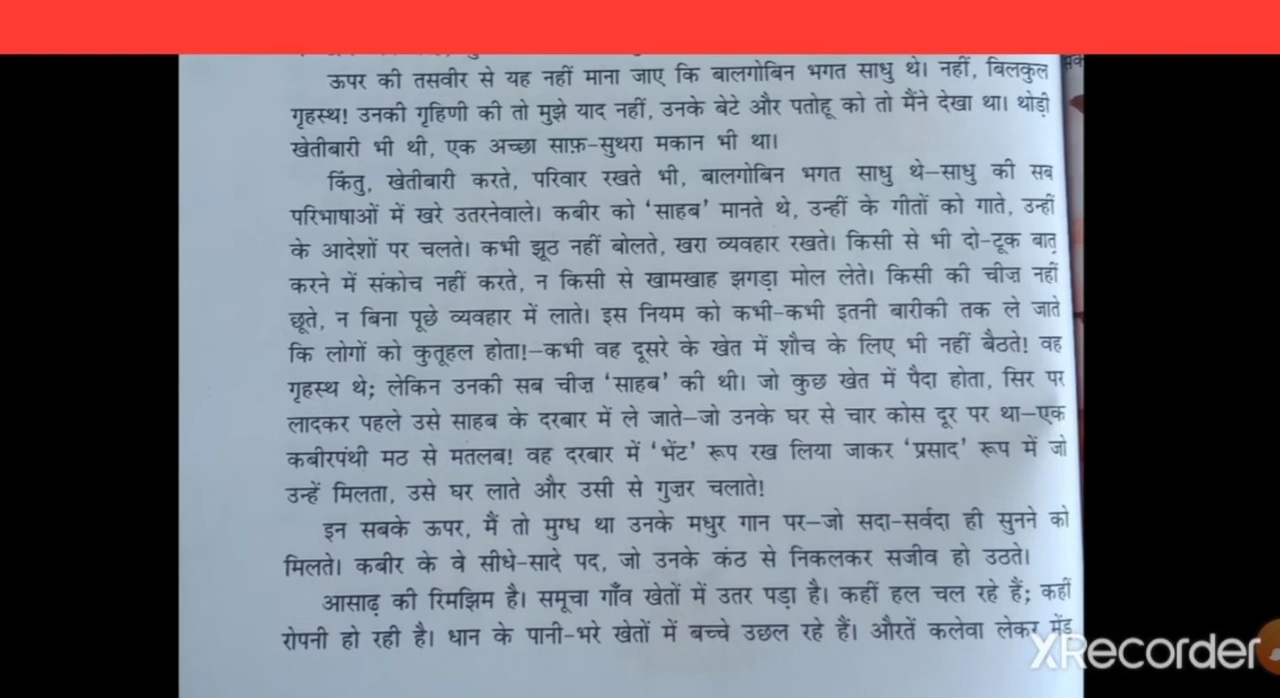 ऊपर की तसवीर से यह नहीं माना जाए कि बालगोबिन भगत साधु थे। नहीं, बिलकुल
गृहस्थ! उनकी गृहिणी की तो मुझे याद नहीं, उनके बेटे और पतोहू को तो मैंने देखा था। थोड़ी
खेतीबारी भी थी, एक अच्छा साफ़-सुथरा मकान भी था।
किंतु, खेतीबारी करते, परिवार रखते भी, बालगोबिन भगत साधु थे–साधु की सब
परिभाषाओं में खरे उतरनेवाले। कबीर को ‘साहब’ मानते थे, उन्हीं के गीतों को गाते, उन्हीं
के आदेशों पर चलते। कभी झूठ नहीं बोलते, खरा व्यवहार रखते। किसी से भी दो-टूक बात
करने में संकोच नहीं करते, न किसी से खामखाह झगड़ा मोल लेते। किसी की चीज़ नहीं
छूते, न बिना पूछे व्यवहार में लाते। इस नियम को कभी-कभी इतनी बारीकी तक ले जाते
कि लोगों को कुतूहल होता!–कभी वह दूसरे के खेत में शौच के लिए भी नहीं बैठते! वह
गृहस्थ थे; लेकिन उनकी सब चीज़ ‘साहब’ की थी। जो कुछ खेत में पैदा होता, सिर पर
लादकर पहले उसे साहब के दरबार में ले जाते–जो उनके घर से चार कोस दूर पर था–एक
कबीरपंथी मठ से मतलब! वह दरबार में ‘भेंट’ रूप रख लिया जाकर ‘प्रसाद’ रूप में जो
उन्हें मिलता, उसे घर लाते और उसी से गुज़र चलाते!
इन सबके ऊपर, मैं तो मुग्ध था उनके मधुर गान पर–जो सदा-सर्वदा ही सुनने को
मिलते। कबीर के वे सीधे-सादे पद, जो उनके कंठ से निकलकर सजीव हो उठते।
आसाढ़ की रिमझिम है। समूचा गाँव खेतों में उतर पड़ा है। कहीं हल चल रहे हैं; कहीं
रोपनी हो रही है। धान के पानी-भरे खेतों में बच्चे उछल रहे हैं। औरतें कलेवा लेकर मेंड़
XRecorder